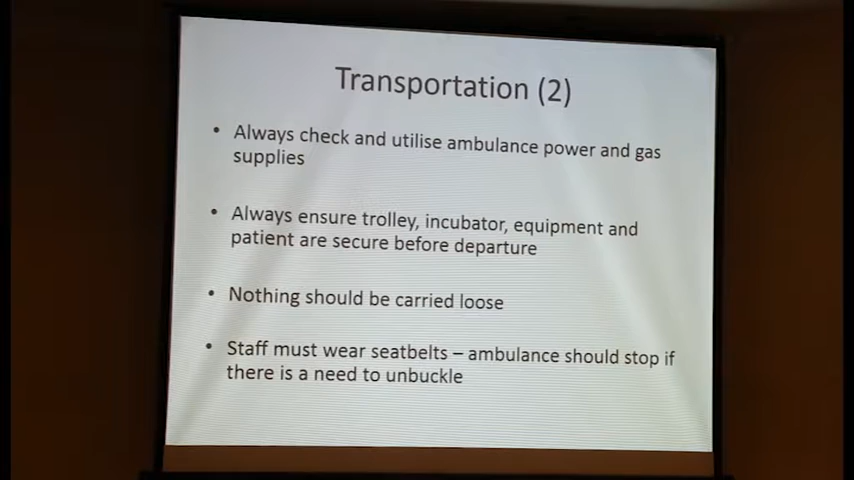 Transportation (2)
• Always check and utilise ambulance power and gas
supplies
• Always ensure trolley, incubator, equipment and
patient are secure before departure
• Nothing should be carried loose
• Staff must wear seatbelts – ambulance should stop if
there is a need to unbuckle